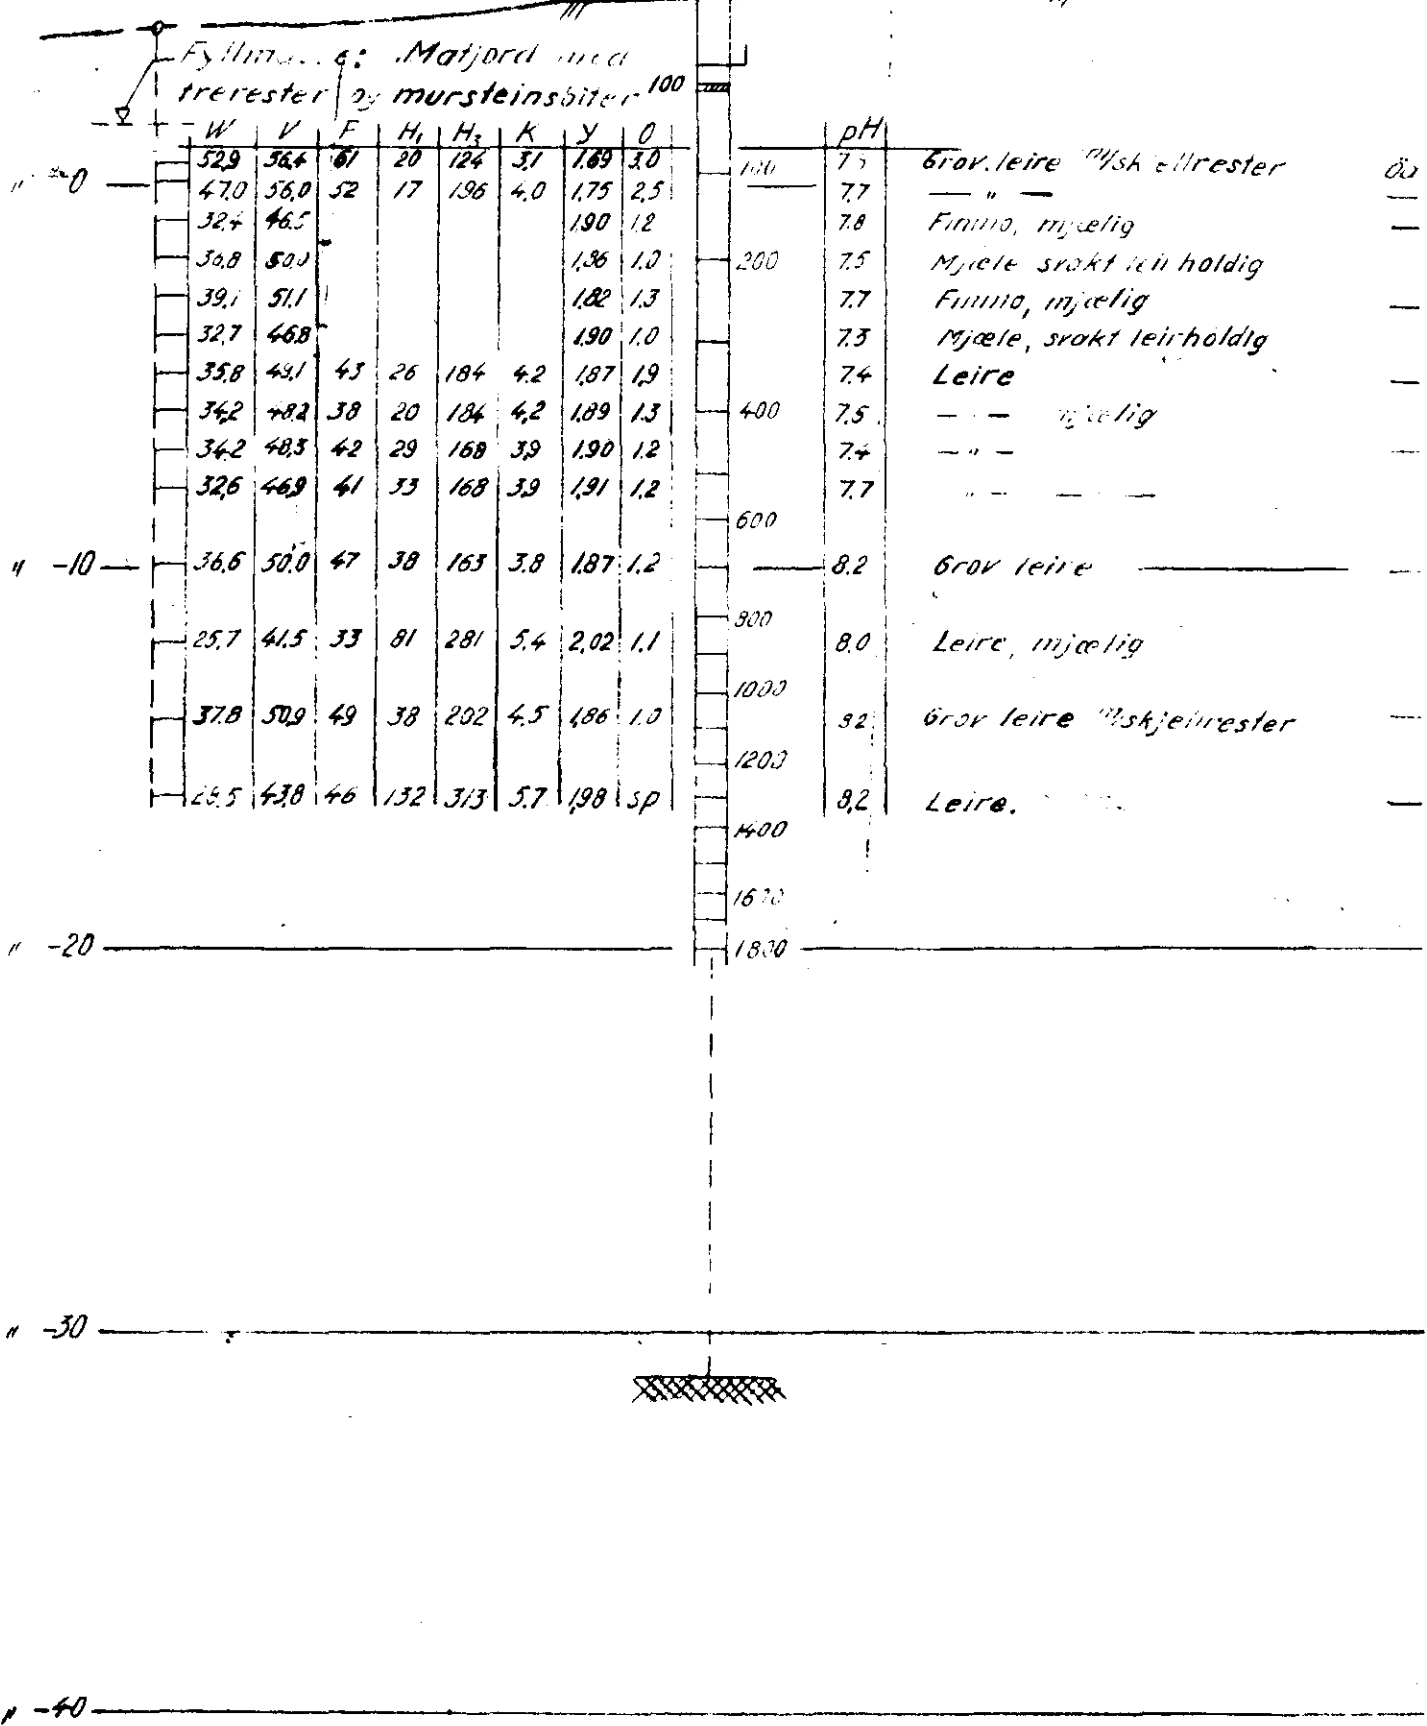 Matjord
trerester og mursteinsbiter 100
W V F H₁ H₃ K γ O pH
52,9 56,4 61 20 124 3,1 1,69 3,0 100 Grov. leire m/skjellrester
" 0 47,0 56,0 52 17 196 4,0 1,75 2,5 7,7 — " —
32,4 46,5 1,90 1,2 7,8 Finmo, mjælig
36,8 1,0 200 7,5 Mjæle svakt leirholdig
39,1 51,1 1,82 1,3 7,7 Finmo, mjælig
32,7 46,8 1,90 1,0 7,3 Mjæle, svakt leirholdig
35,8 49,1 43 26 184 4,2 1,87 1,9 7,4 Leire
34,2 48,2 38 20 184 4,2 1,89 1,3 400 7,5 — — mjælig
34,2 48,3 42 29 168 3,9 1,90 1,2 7,4 — " —
32,6 46,9 41 33 168 3,9 1,91 1,2 7,7 " — — —
600
" -10 36,6 50,0 47 38 163 3,8 1,87 1,2 8,2 Grov leire
800
25,7 41,5 33 81 281 5,4 2,02 1,1 8,0 Leire, mjælig
1000
37,8 50,9 49 38 202 4,5 1,86 1,0 8,2 Grov leire m/skjellrester
1200
43,8 46 132 313 5,7 1,98 sp 8,2 Leire.
1400
1600
" -20 1800
" -30
" -40